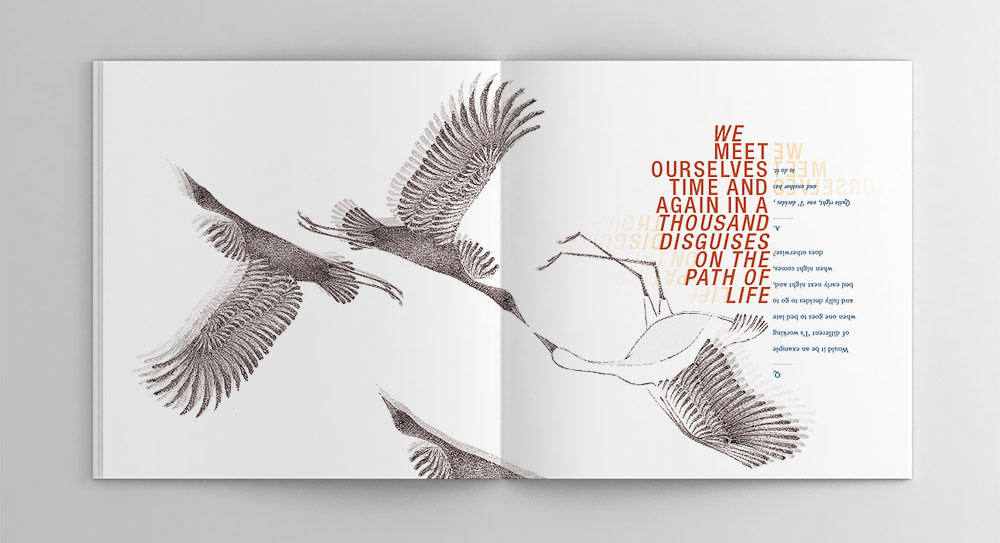 WE
MEET
OURSELVES
TIME AND
AGAIN IN A
THOUSAND
DISGUISES
ON THE
PATH OF
LIFE
WE
MEET
Q.
Would it be an example
of different 'I's working
when one goes to bed late
and fully decides to go to
bed early next night and,
when night comes,
does otherwise?
A.
Quite right, one 'I' decides,
and another has
to do it.